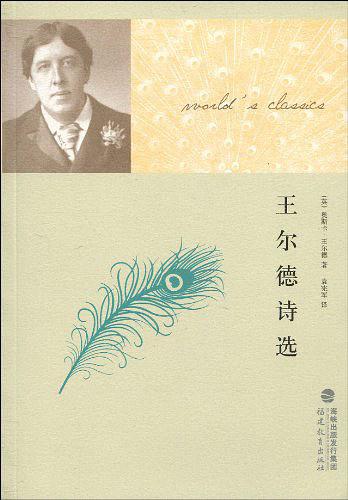 world's classics
王尔德诗选
[英] 奥斯卡·王尔德 著
袁宪军 译
海峡出版发行集团
福建教育出版社